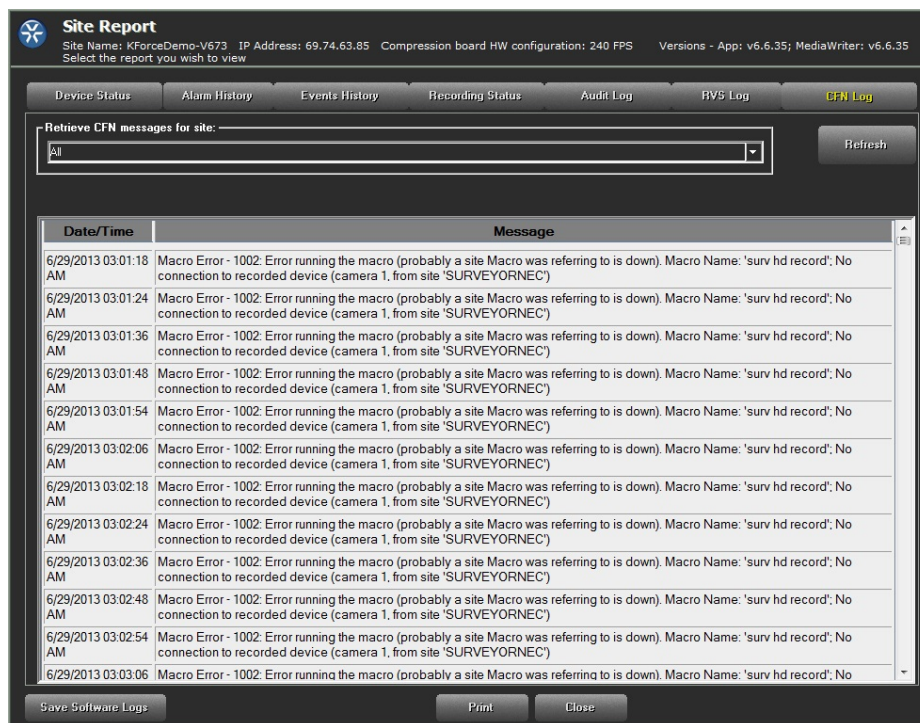 Site Report
Site Name: KForceDemo-V673 IP Address: 69.74.63.85 Compression board HW configuration: 240 FPS Versions - App: v6.6.35; MediaWriter: v6.6.35
Select the report you wish to view
Device Status Alarm History Events History Recording Status Audit Log RVS Log CFN Log
Retrieve CFN messages for site:
All
Refresh
Date/Time Message
6/29/2013 03:01:18 Macro Error - 1002: Error running the macro (probably a site Macro was referring to is down). Macro Name: 'surv hd record'; No
AM connection to recorded device (camera 1, from site 'SURVEYORNEC')
6/29/2013 03:01:24 Macro Error - 1002: Error running the macro (probably a site Macro was referring to is down). Macro Name: 'surv hd record'; No
AM connection to recorded device (camera 1, from site 'SURVEYORNEC')
6/29/2013 03:01:36 Macro Error - 1002: Error running the macro (probably a site Macro was referring to is down). Macro Name: 'surv hd record'; No
AM connection to recorded device (camera 1, from site 'SURVEYORNEC')
6/29/2013 03:01:48 Macro Error - 1002: Error running the macro (probably a site Macro was referring to is down). Macro Name: 'surv hd record'; No
AM connection to recorded device (camera 1, from site 'SURVEYORNEC')
6/29/2013 03:01:54 Macro Error - 1002: Error running the macro (probably a site Macro was referring to is down). Macro Name: 'surv hd record'; No
AM connection to recorded device (camera 1, from site 'SURVEYORNEC')
6/29/2013 03:02:06 Macro Error - 1002: Error running the macro (probably a site Macro was referring to is down). Macro Name: 'surv hd record'; No
AM connection to recorded device (camera 1, from site 'SURVEYORNEC')
6/29/2013 03:02:18 Macro Error - 1002: Error running the macro (probably a site Macro was referring to is down). Macro Name: 'surv hd record'; No
AM connection to recorded device (camera 1, from site 'SURVEYORNEC')
6/29/2013 03:02:24 Macro Error - 1002: Error running the macro (probably a site Macro was referring to is down). Macro Name: 'surv hd record'; No
AM connection to recorded device (camera 1, from site 'SURVEYORNEC')
6/29/2013 03:02:36 Macro Error - 1002: Error running the macro (probably a site Macro was referring to is down). Macro Name: 'surv hd record'; No
AM connection to recorded device (camera 1, from site 'SURVEYORNEC')
6/29/2013 03:02:48 Macro Error - 1002: Error running the macro (probably a site Macro was referring to is down). Macro Name: 'surv hd record'; No
AM connection to recorded device (camera 1, from site 'SURVEYORNEC')
6/29/2013 03:02:54 Macro Error - 1002: Error running the macro (probably a site Macro was referring to is down). Macro Name: 'surv hd record'; No
AM connection to recorded device (camera 1, from site 'SURVEYORNEC')
6/29/2013 03:03:06 Macro Error - 1002: Error running the macro (probably a site Macro was referring to is down). Macro Name: 'surv hd record'; No
Save Software Logs Print Close